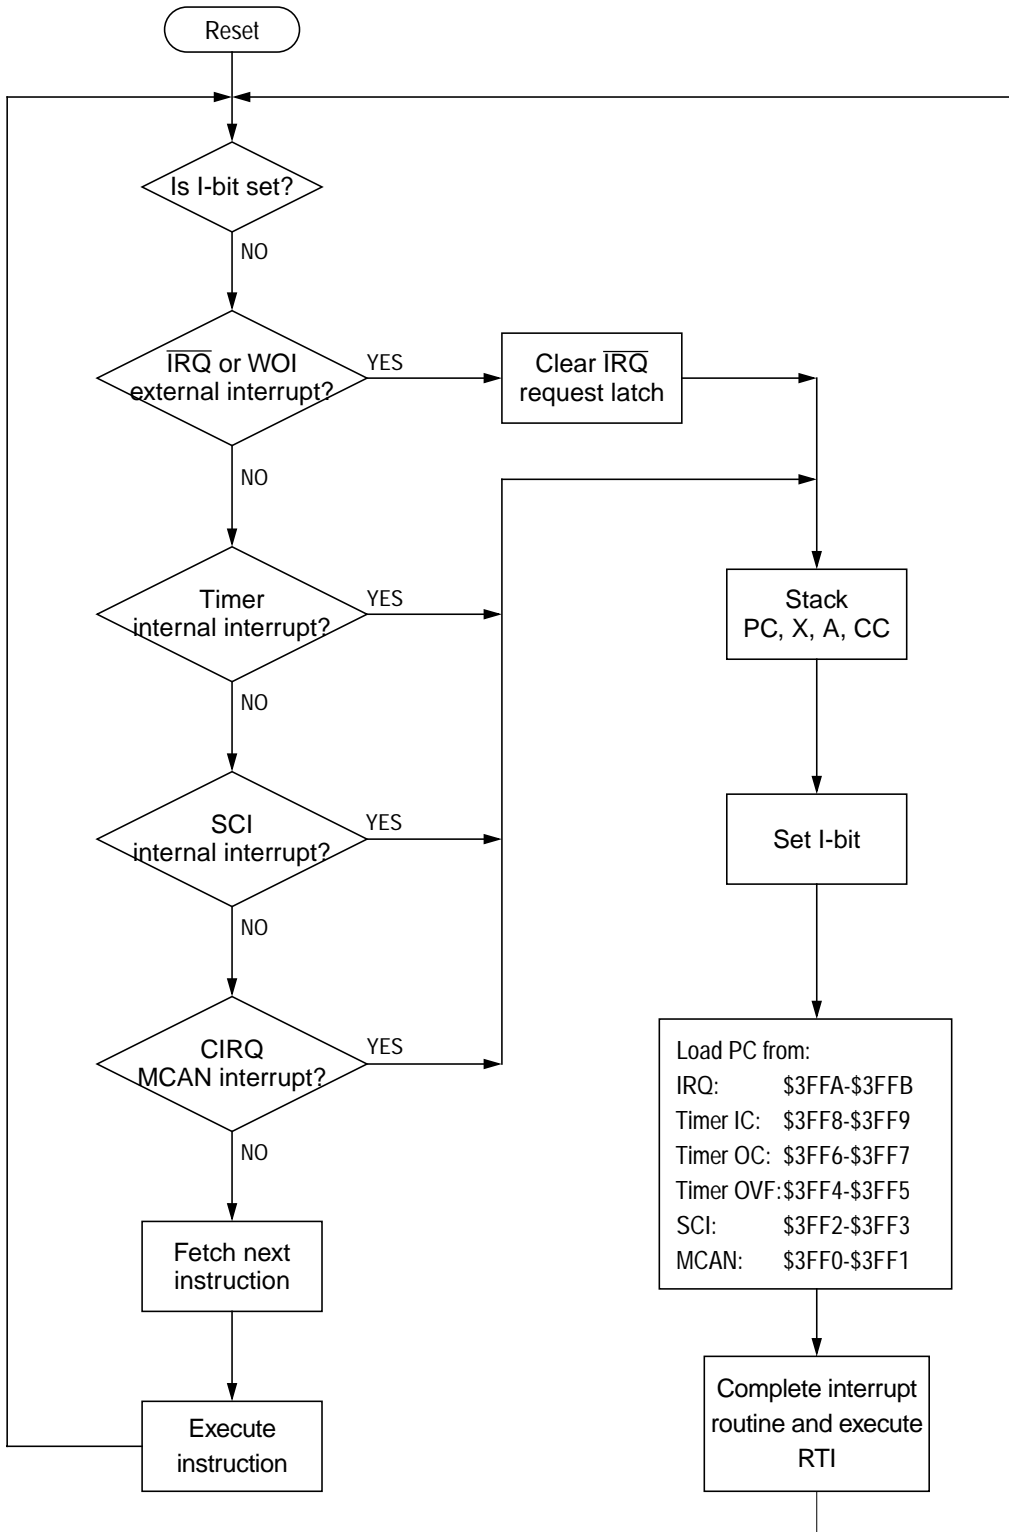 Reset
Is I-bit set?
NO
IRQ or WOI
external interrupt?
YES
Clear IRQ
request latch
NO
Timer
internal interrupt?
YES
Stack
PC, X, A, CC
NO
SCI
internal interrupt?
YES
Set I-bit
NO
CIRQ
MCAN interrupt?
YES
Load PC from:
IRQ: $3FFA-$3FFB
Timer IC: $3FF8-$3FF9
Timer OC: $3FF6-$3FF7
Timer OVF:$3FF4-$3FF5
SCI: $3FF2-$3FF3
MCAN: $3FF0-$3FF1
NO
Fetch next
instruction
Execute
instruction
Complete interrupt
routine and execute
RTI